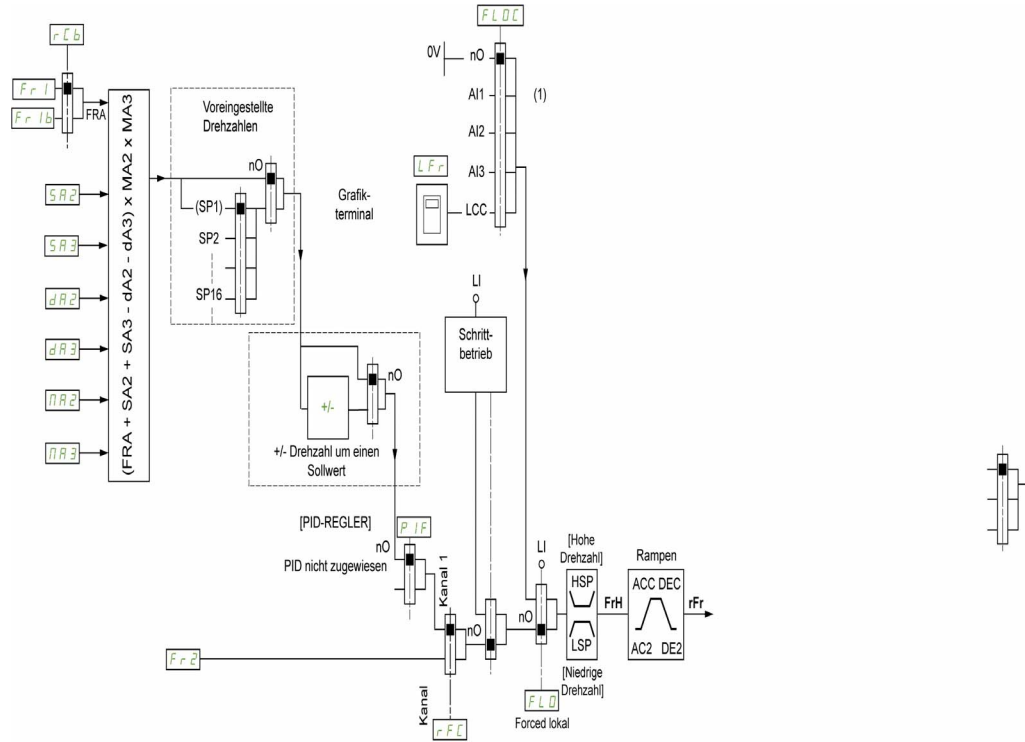 rCb
Fr1
Fr1b
FRA
SA2
SA3
dA2
dA3
MA2
MA3
(FRA + SA2 + SA3 - dA2 - dA3) x MA2 x MA3
Voreingestellte
Drehzahlen
nO
(SP1)
SP2
SP16
+/-
nO
+/- Drehzahl um einen
Sollwert
Grafik-
terminal
FLOC
0V
nO
AI1
(1)
AI2
AI3
LFr
LCC
LI
Schritt-
betrieb
[PID-REGLER]
PIF
nO
PID nicht zugewiesen
Kanal 1
nO
Fr2
Kanal
rFC
LI
nO
FLO
Forced lokal
[Hohe
Drehzahl]
HSP
LSP
[Niedrige
Drehzahl]
FrH
Rampen
ACC DEC
AC2 DE2
rFr